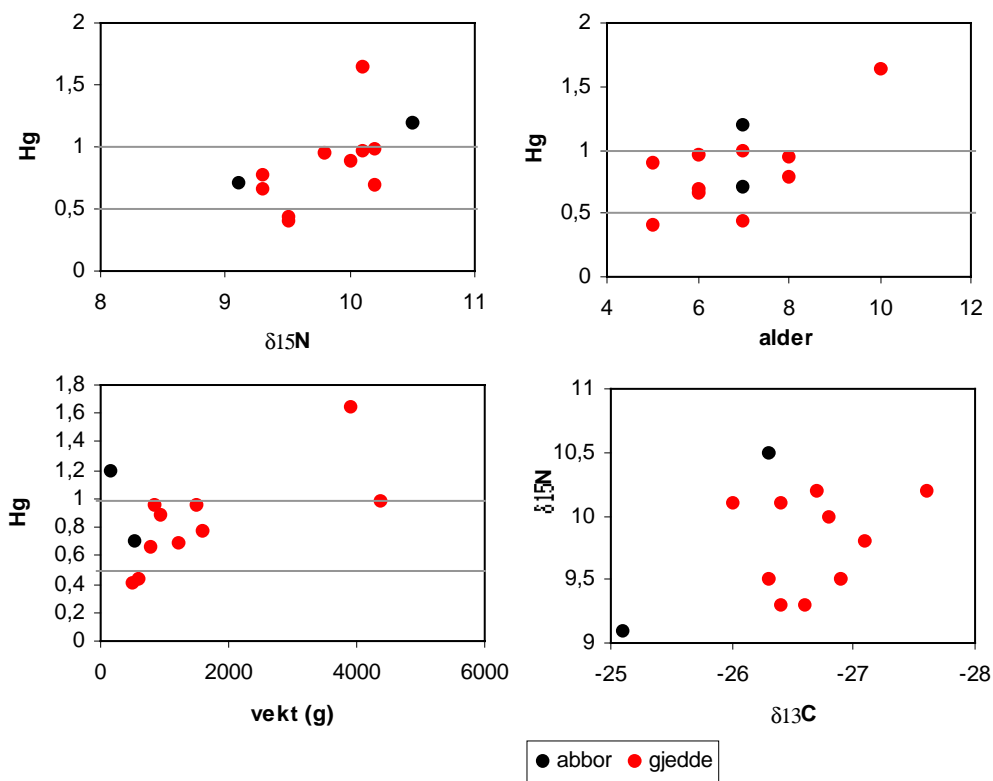 2
1,5
1
0,5
0
Hg
8 9 10 11
δ15N
2
1,5
1
0,5
0
Hg
4 6 8 10 12
alder
1,8
1,6
1,4
1,2
1
0,8
0,6
0,4
0,2
0
Hg
0 2000 4000 6000
vekt (g)
11
10,5
10
9,5
9
δ15N
-25 -26 -27 -28
δ13C
abbor gjedde